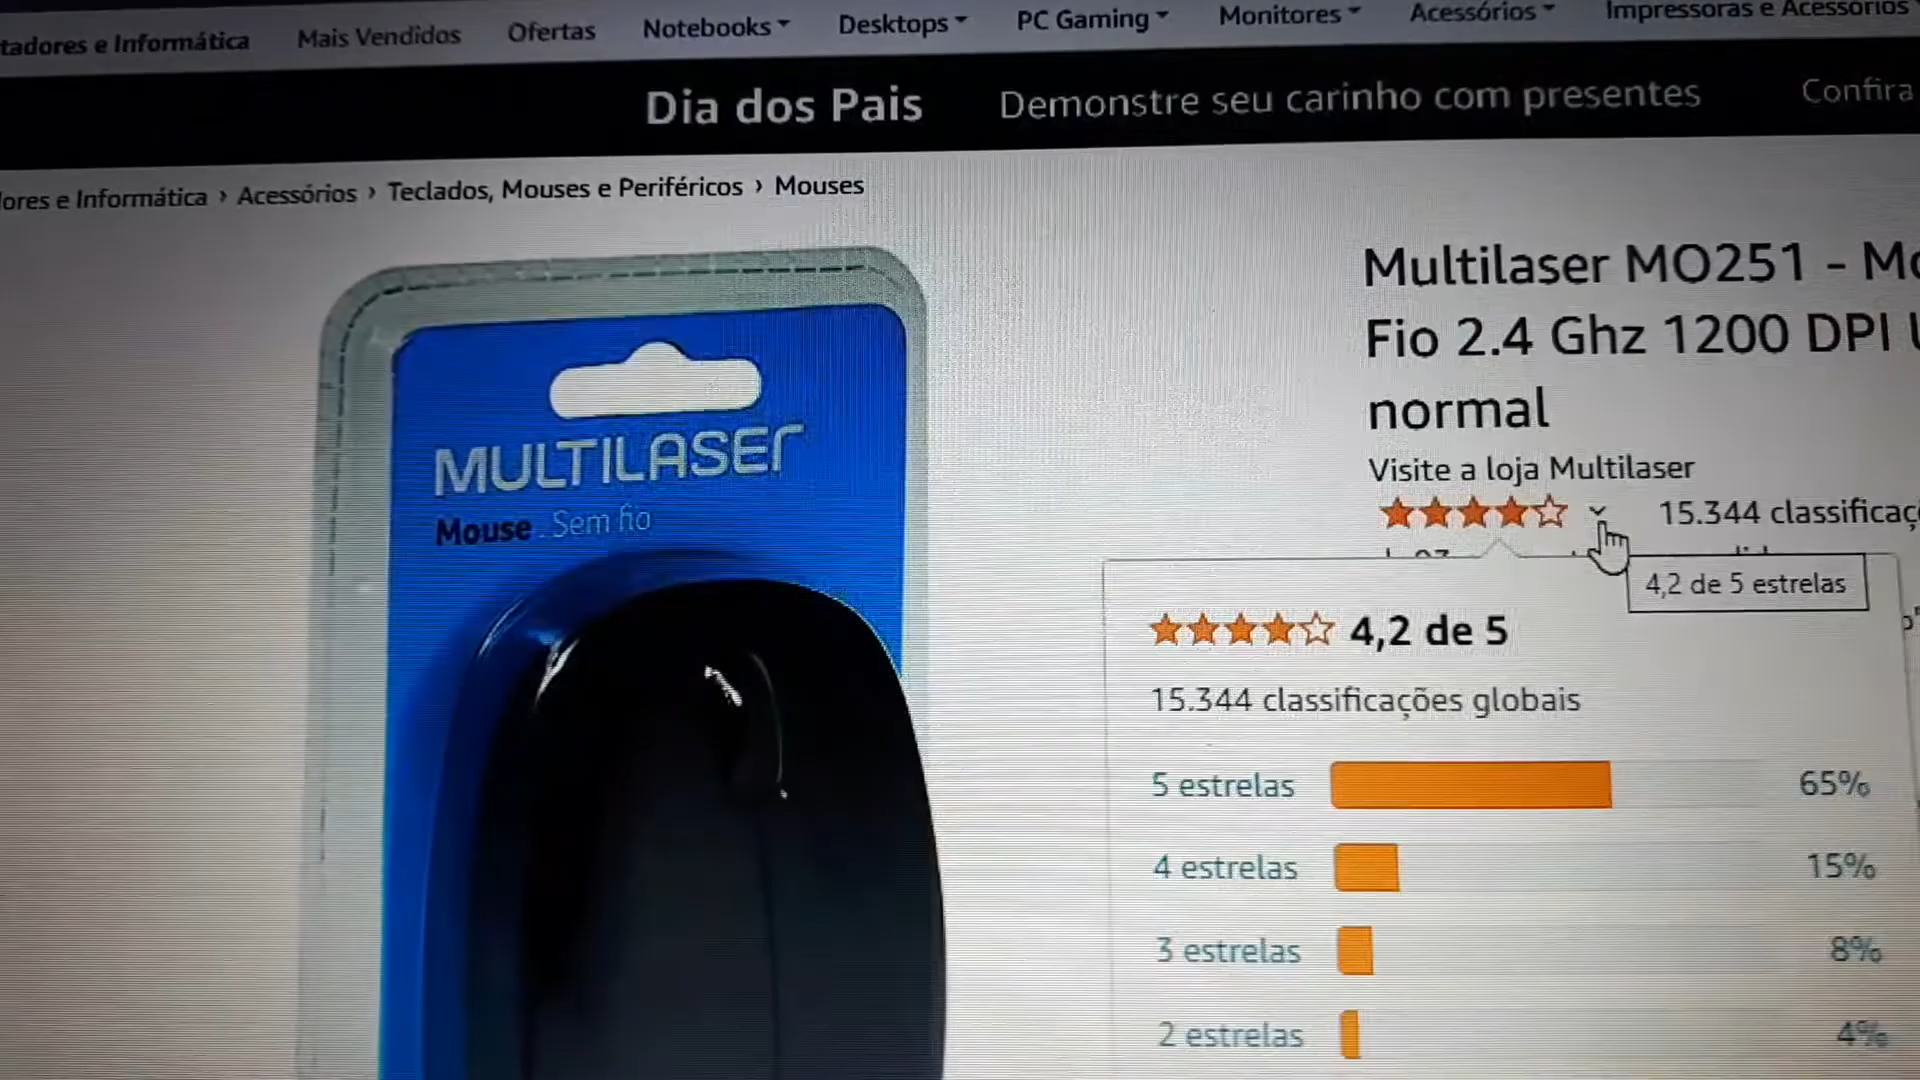 tadores e Informática Mais Vendidos Ofertas Notebooks Desktops PC Gaming Monitores Acessórios Impressoras e Acessórios
Dia dos Pais Demonstre seu carinho com presentes Confira
ores e Informática › Acessórios › Teclados, Mouses e Periféricos › Mouses
MULTILASER
Mouse Sem fio
Multilaser MO251 - Mo
Fio 2.4 Ghz 1200 DPI U
normal
Visite a loja Multilaser
15.344 classificaç
4,2 de 5 estrelas
4,2 de 5
15.344 classificações globais
5 estrelas 65%
4 estrelas 15%
3 estrelas 8%
2 estrelas 4%